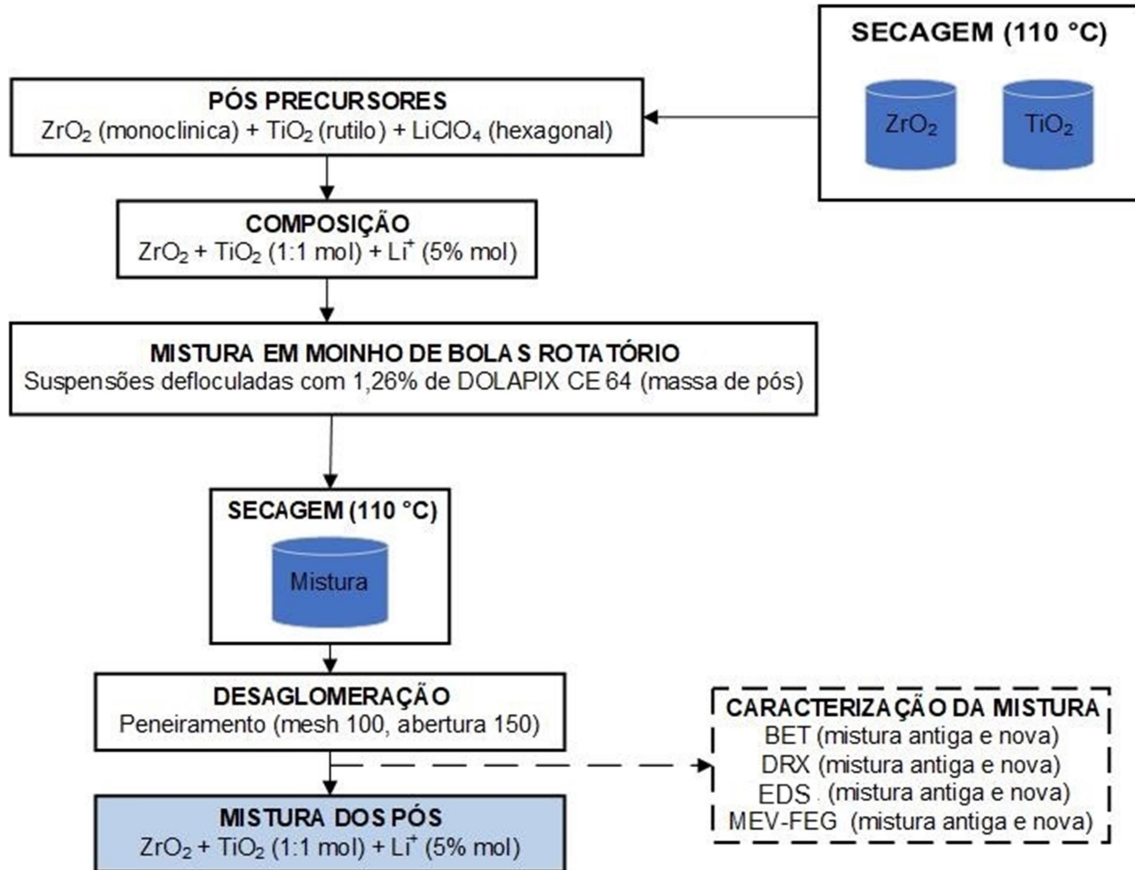 SECAGEM (110 °C)
ZrO₂
TiO₂
PÓS PRECURSORES
ZrO₂ (monoclinica) + TiO₂ (rutilo) + LiClO₄ (hexagonal)
COMPOSIÇÃO
ZrO₂ + TiO₂ (1:1 mol) + Li⁺ (5% mol)
MISTURA EM MOINHO DE BOLAS ROTATÓRIO
Suspensões defloculadas com 1,26% de DOLAPIX CE 64 (massa de pós)
SECAGEM (110 °C)
Mistura
DESAGLOMERAÇÃO
Peneiramento (mesh 100, abertura 150)
CARACTERIZAÇÃO DA MISTURA
BET (mistura antiga e nova)
DRX (mistura antiga e nova)
EDS . (mistura antiga e nova)
MEV-FEG (mistura antiga e nova)
MISTURA DOS PÓS
ZrO₂ + TiO₂ (1:1 mol) + Li⁺ (5% mol)